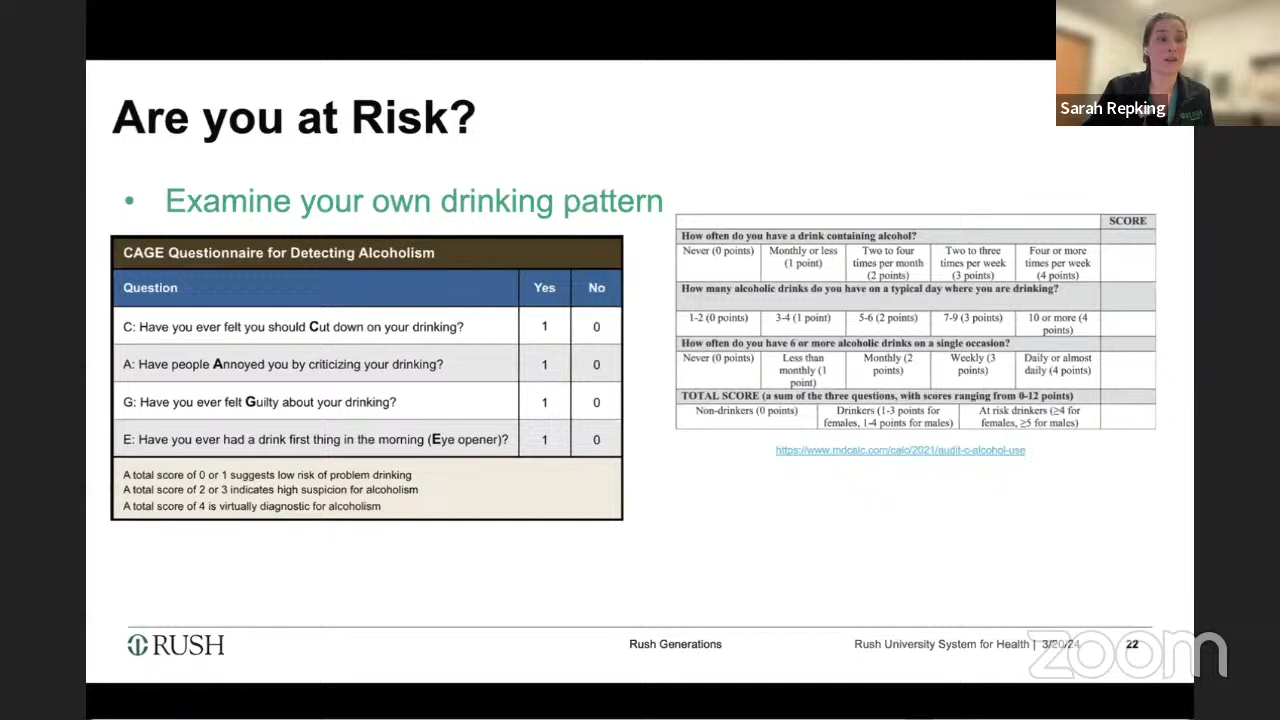 Sarah Repking
Are you at Risk?
• Examine your own drinking pattern
CAGE Questionnaire for Detecting Alcoholism
Question Yes No
C: Have you ever felt you should Cut down on your drinking? 1 0
A: Have people Annoyed you by criticizing your drinking? 1 0
G: Have you ever felt Guilty about your drinking? 1 0
E: Have you ever had a drink first thing in the morning (Eye opener)? 1 0
A total score of 0 or 1 suggests low risk of problem drinking
A total score of 2 or 3 indicates high suspicion for alcoholism
A total score of 4 is virtually diagnostic for alcoholism
SCORE
How often do you have a drink containing alcohol?
Never (0 points) Monthly or less (1 point) Two to four times per month (2 points) Two to three times per week (3 points) Four or more times per week (4 points)
How many alcoholic drinks do you have on a typical day where you are drinking?
1-2 (0 points) 3-4 (1 point) 5-6 (2 points) 7-9 (3 points) 10 or more (4 points)
How often do you have 6 or more alcoholic drinks on a single occasion?
Never (0 points) Less than monthly (1 point) Monthly (2 points) Weekly (3 points) Daily or almost daily (4 points)
TOTAL SCORE (a sum of the three questions, with scores ranging from 0-12 points)
Non-drinkers (0 points) Drinkers (1-3 points for females, 1-4 points for males) At risk drinkers (≥4 for females, ≥5 for males)
https://www.mdcalc.com/calc/2021/audit-c-alcohol-use
RUSH
Rush Generations
Rush University System for Health | 3/20/24 22
zoom